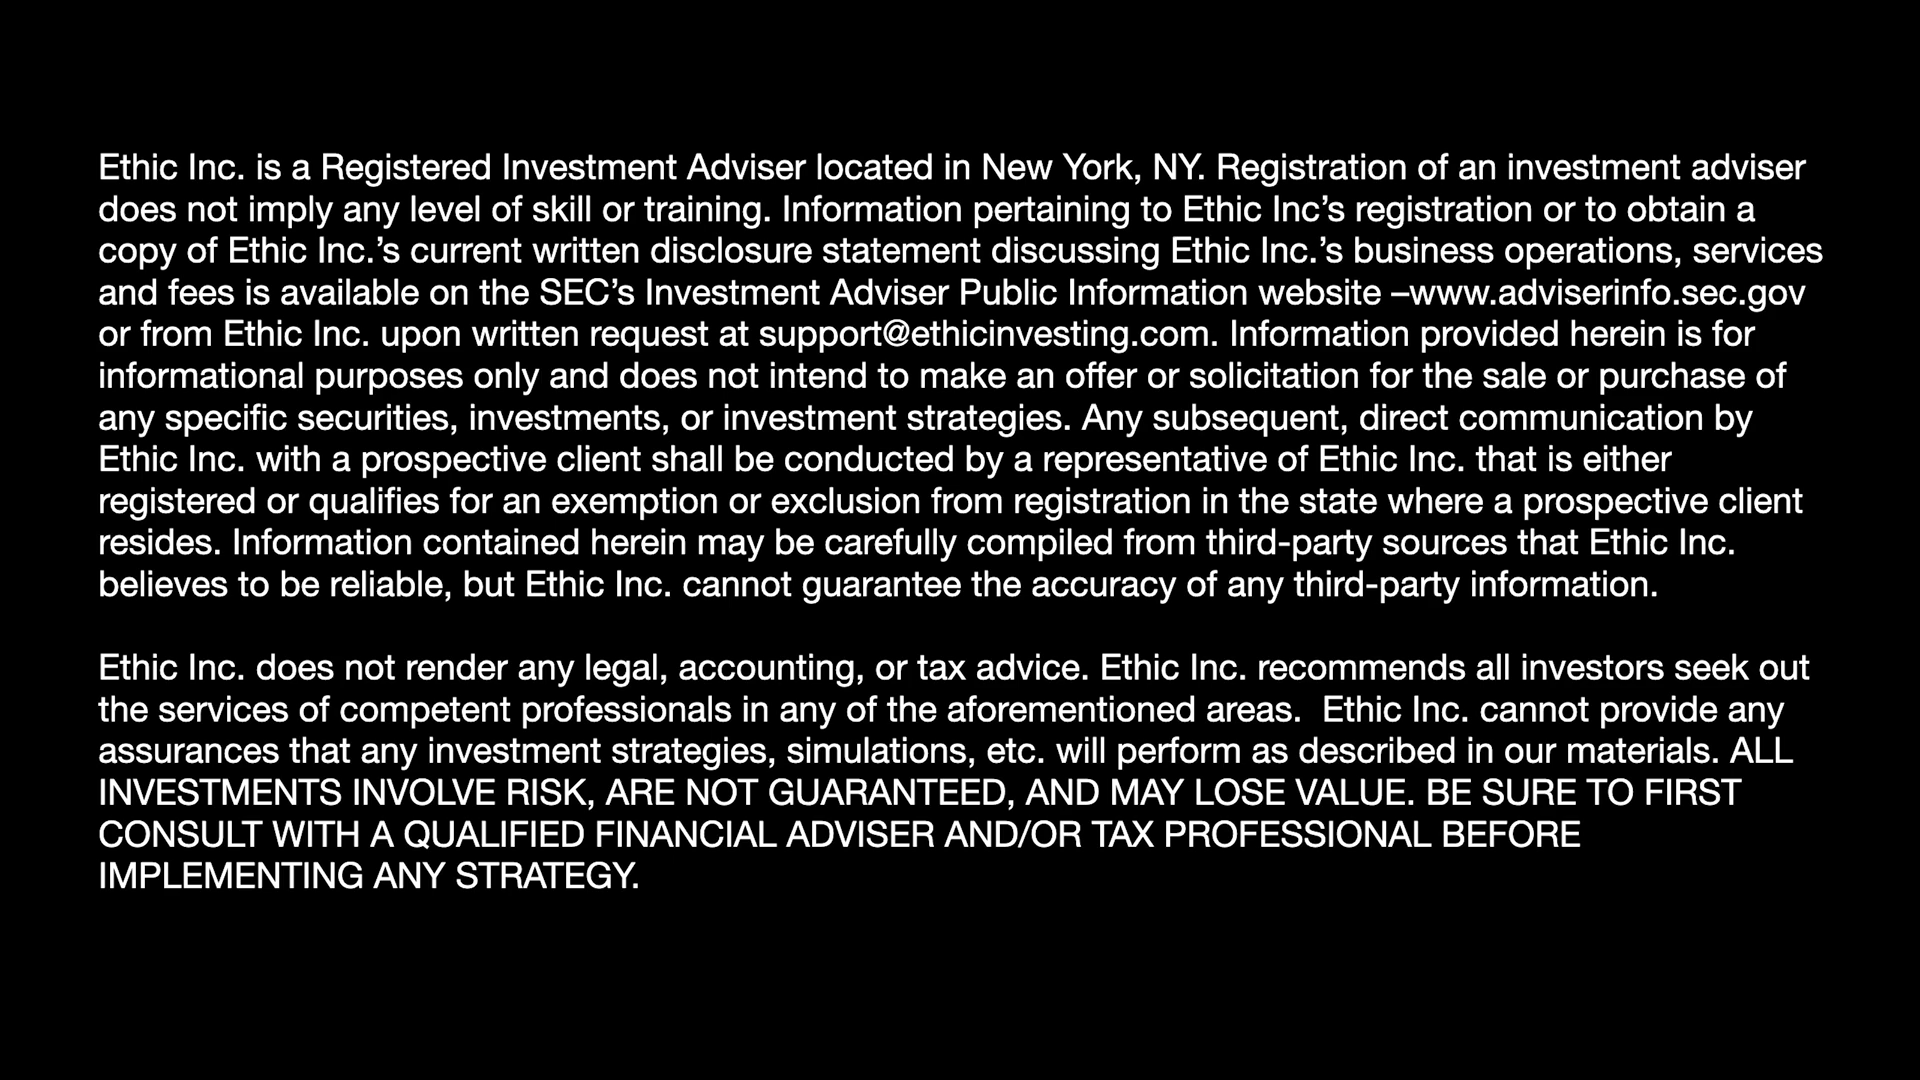 Ethic Inc. is a Registered Investment Adviser located in New York, NY. Registration of an investment adviser
does not imply any level of skill or training. Information pertaining to Ethic Inc’s registration or to obtain a
copy of Ethic Inc.’s current written disclosure statement discussing Ethic Inc.’s business operations, services
and fees is available on the SEC’s Investment Adviser Public Information website –www.adviserinfo.sec.gov
or from Ethic Inc. upon written request at support@ethicinvesting.com. Information provided herein is for
informational purposes only and does not intend to make an offer or solicitation for the sale or purchase of
any specific securities, investments, or investment strategies. Any subsequent, direct communication by
Ethic Inc. with a prospective client shall be conducted by a representative of Ethic Inc. that is either
registered or qualifies for an exemption or exclusion from registration in the state where a prospective client
resides. Information contained herein may be carefully compiled from third-party sources that Ethic Inc.
believes to be reliable, but Ethic Inc. cannot guarantee the accuracy of any third-party information.
Ethic Inc. does not render any legal, accounting, or tax advice. Ethic Inc. recommends all investors seek out
the services of competent professionals in any of the aforementioned areas.  Ethic Inc. cannot provide any
assurances that any investment strategies, simulations, etc. will perform as described in our materials. ALL
INVESTMENTS INVOLVE RISK, ARE NOT GUARANTEED, AND MAY LOSE VALUE. BE SURE TO FIRST
CONSULT WITH A QUALIFIED FINANCIAL ADVISER AND/OR TAX PROFESSIONAL BEFORE
IMPLEMENTING ANY STRATEGY.